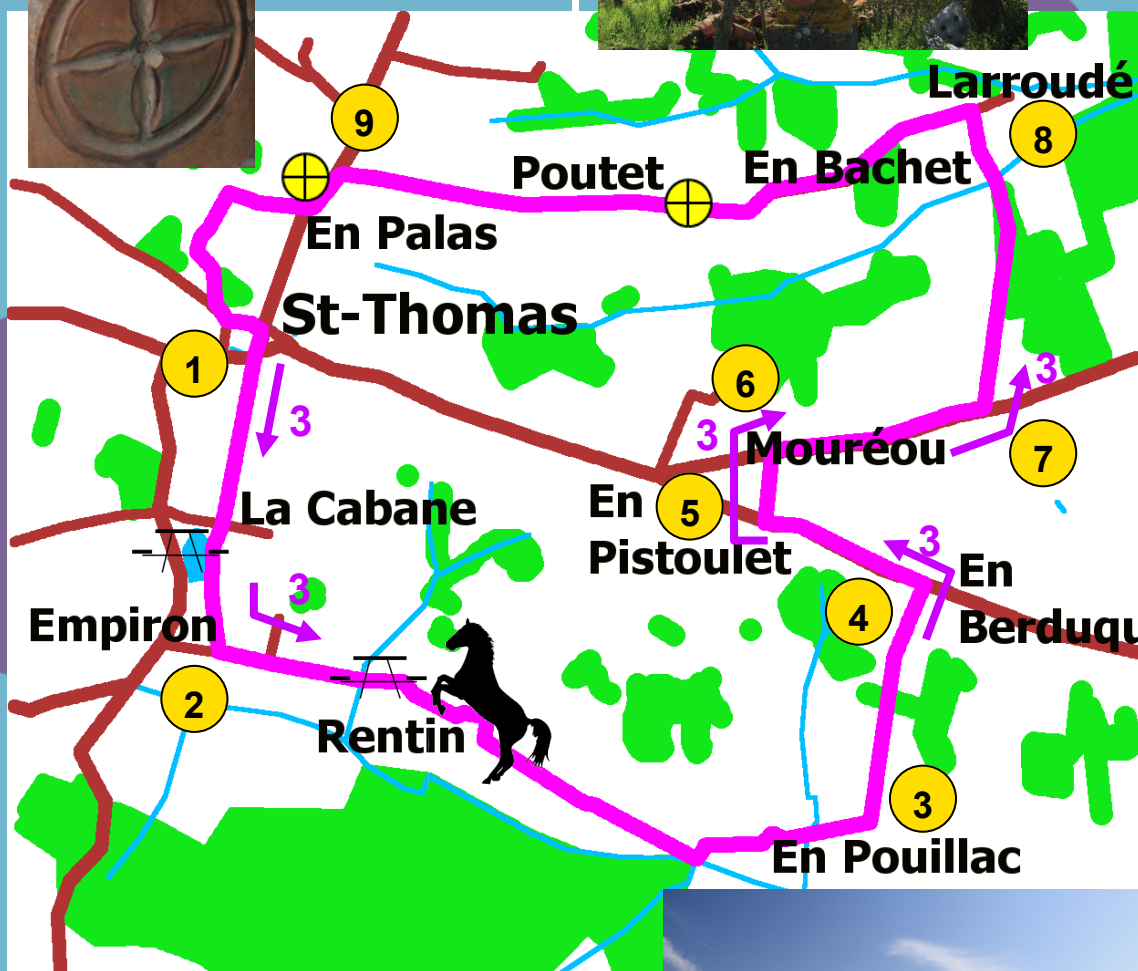 Larroudé
9
8
Poutet
En Bachet
En Palas
St-Thomas
1
6
3
3
3
Mouréou
7
La Cabane
En
Pistoulet
5
3
En
3
4
Empiron
2
Rentin
3
En Pouillac